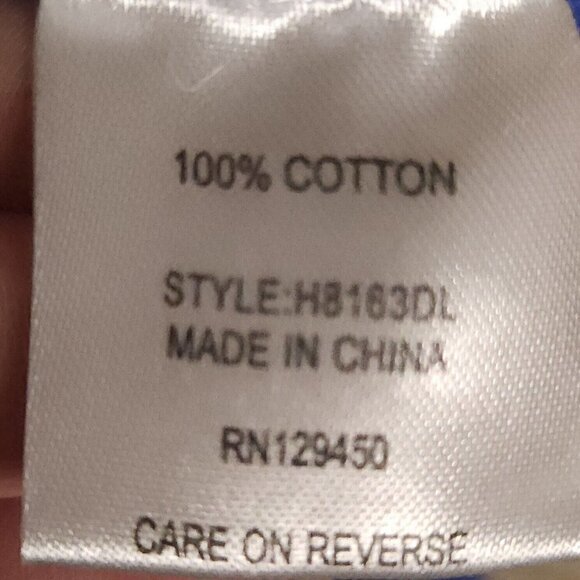 100% COTTON
STYLE:H8163DL
MADE IN CHINA
RN129450
CARE ON REVERSE